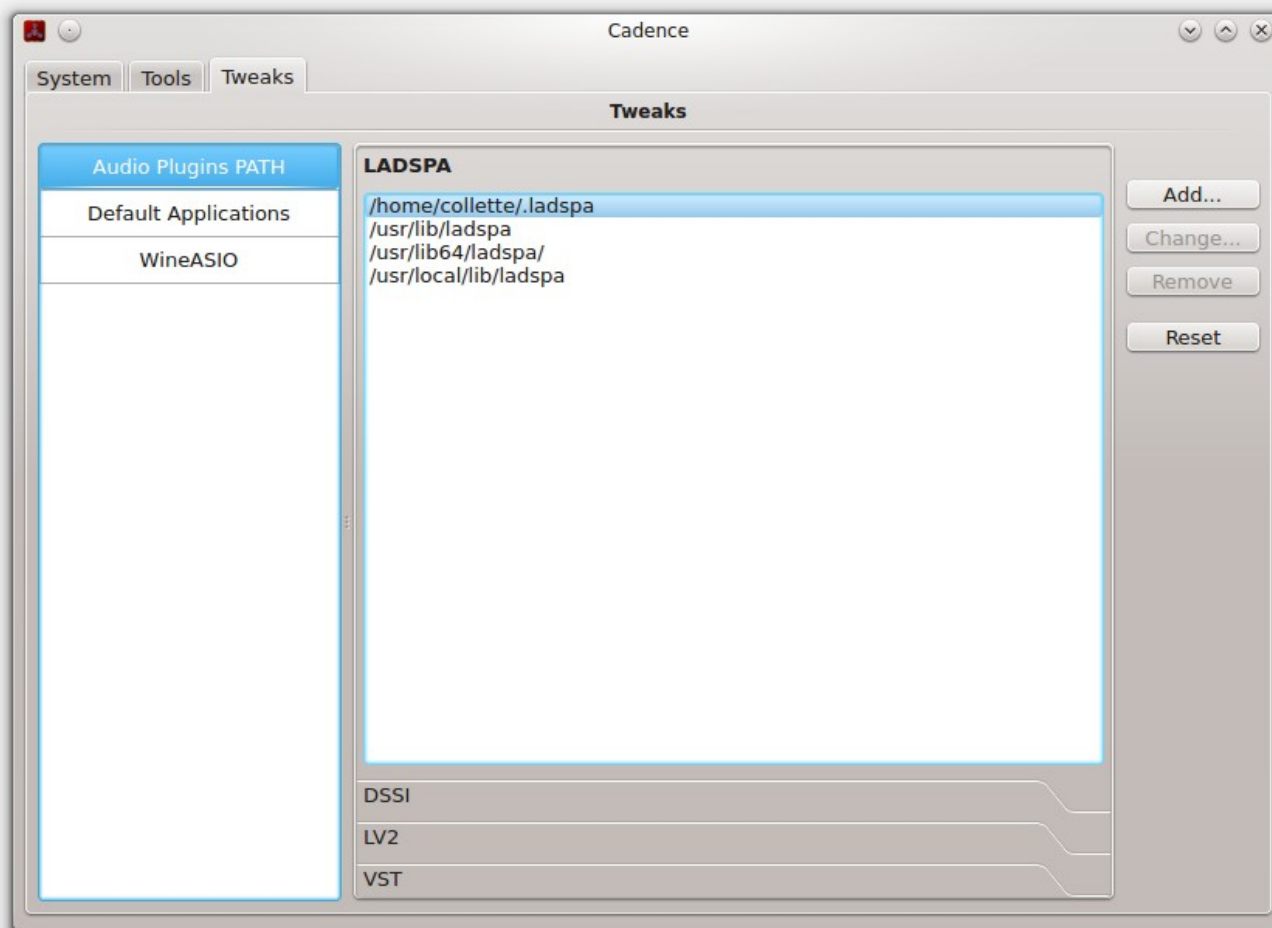 Cadence
System Tools Tweaks
Tweaks
Audio Plugins PATH
Default Applications
WineASIO
LADSPA
/home/collette/.ladspa
/usr/lib/ladspa
/usr/lib64/ladspa/
/usr/local/lib/ladspa
DSSI
LV2
VST
Add...
Change...
Remove
Reset